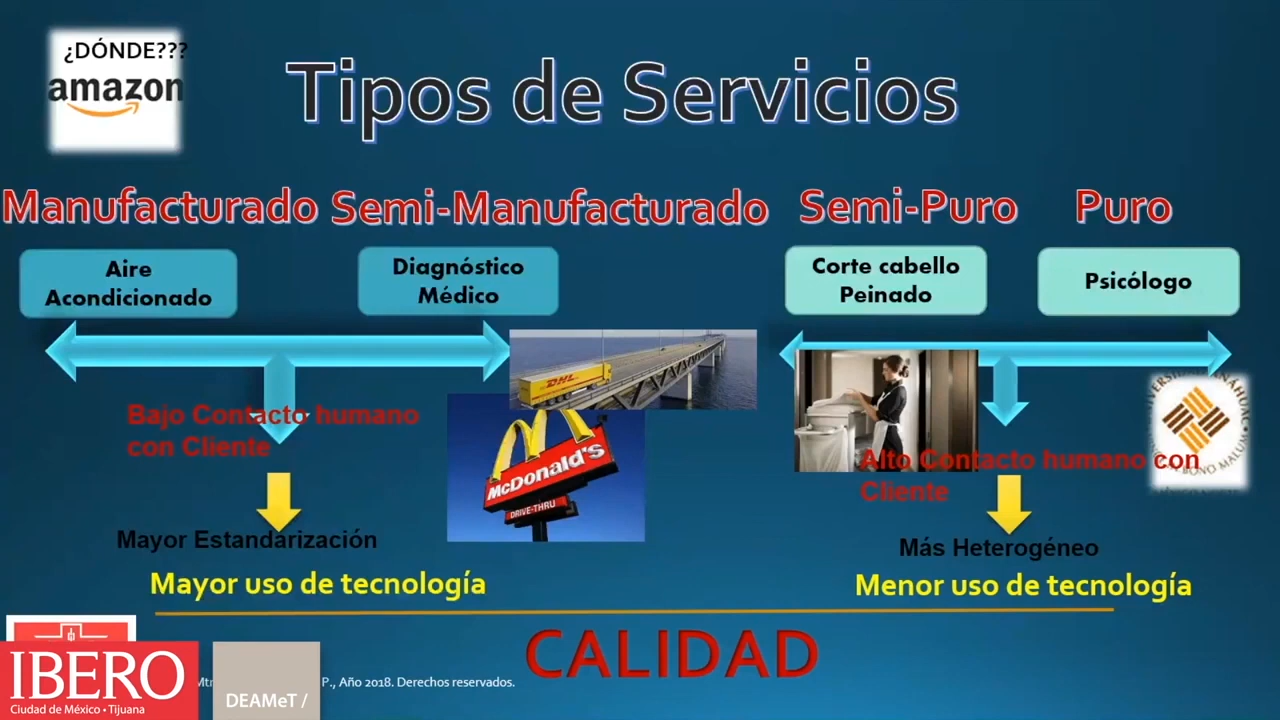 ¿DÓNDE???
amazon
Tipos de Servicios
Manufacturado
Semi-Manufacturado
Semi-Puro
Puro
Aire
Acondicionado
Diagnóstico
Médico
Corte cabello
Peinado
Psicólogo
DHL
Bajo Contacto humano
con Cliente
McDonald's
DRIVE-THRU
Alto Contacto humano con
Cliente
BONO MALUM
Mayor Estandarización
Más Heterogéneo
Mayor uso de tecnología
Menor uso de tecnología
CALIDAD
IBERO
Ciudad de México • Tijuana
DEAMeT /
P., Año 2018. Derechos reservados.